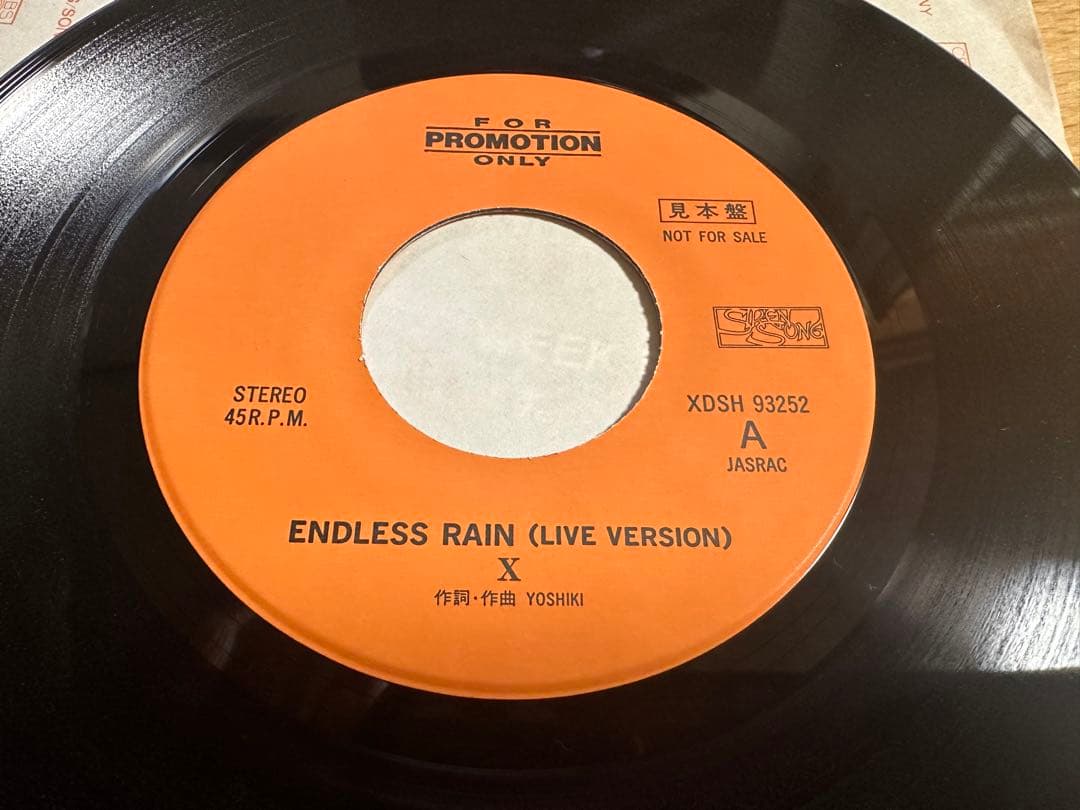 FOR
PROMOTION
ONLY
見本盤
NOT FOR SALE
SIREN
SONG
STEREO
45R.P.M.
XDSH 93252
A
JASRAC
ENDLESS RAIN (LIVE VERSION)
X
作詞・作曲 YOSHIKI